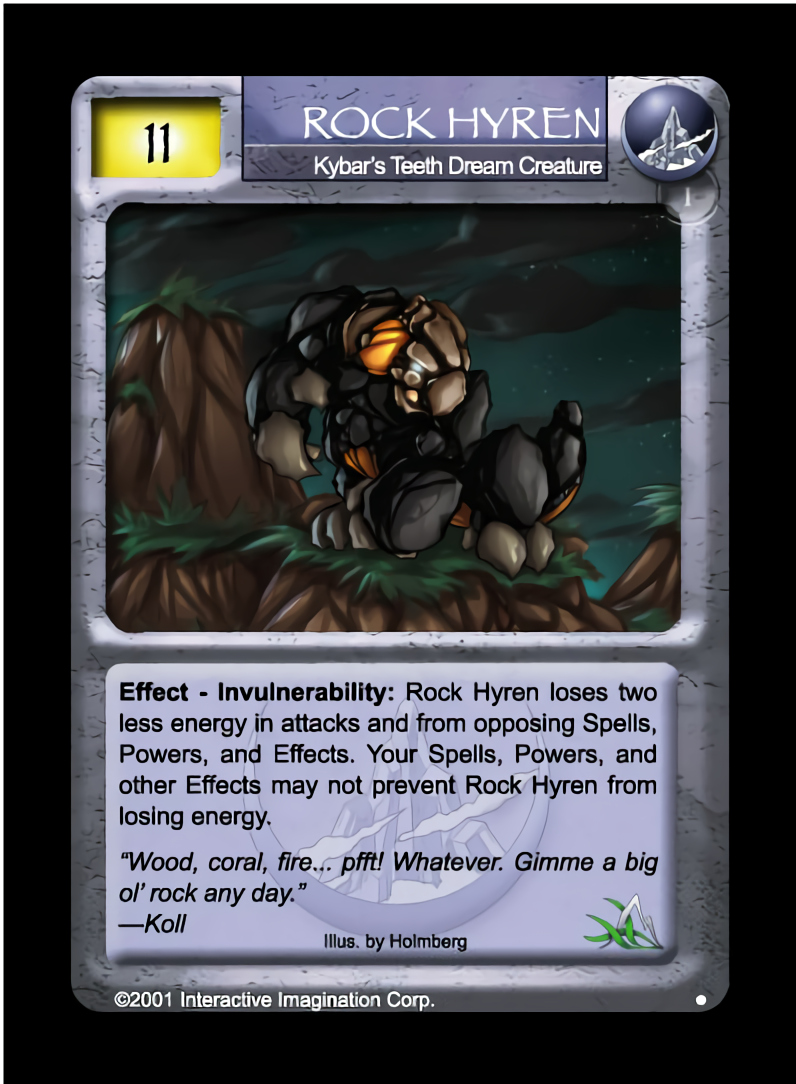 11
ROCK HYREN
Kybar's Teeth Dream Creature
1
Effect - Invulnerability: Rock Hyren loses two
less energy in attacks and from opposing Spells,
Powers, and Effects. Your Spells, Powers, and
other Effects may not prevent Rock Hyren from
losing energy.
"Wood, coral, fire... pfft! Whatever. Gimme a big
ol' rock any day."
—Koll
Illus. by Holmberg
©2001 Interactive Imagination Corp.